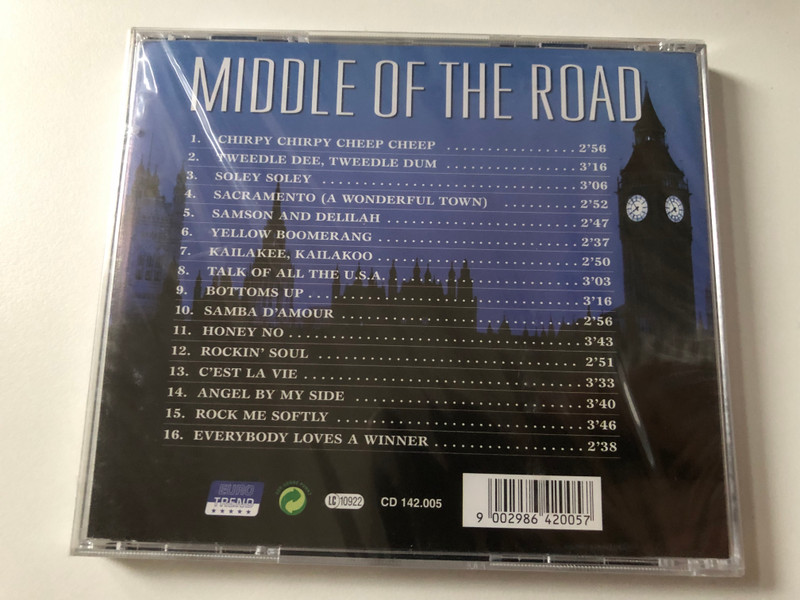 MIDDLE OF THE ROAD
1. CHIRPY CHIRPY CHEEP CHEEP .................. 2'56
2. TWEEDLE DEE, TWEEDLE DUM .................. 3'16
3. SOLEY SOLEY .................. 3'06
4. SACRAMENTO (A WONDERFUL TOWN) .................. 2'52
5. SAMSON AND DELILAH .................. 2'47
6. YELLOW BOOMERANG .................. 2'37
7. KAILAKEE, KAILAKOO .................. 2'50
8. TALK OF ALL THE U.S.A. .................. 3'03
9. BOTTOMS UP .................. 3'16
10. SAMBA D'AMOUR .................. 2'56
11. HONEY NO .................. 3'43
12. ROCKIN' SOUL .................. 2'51
13. C'EST LA VIE .................. 3'33
14. ANGEL BY MY SIDE .................. 3'40
15. ROCK ME SOFTLY .................. 3'46
16. EVERYBODY LOVES A WINNER .................. 2'38
EURO
TREND
LC 10922
CD 142.005
9 002986 420057